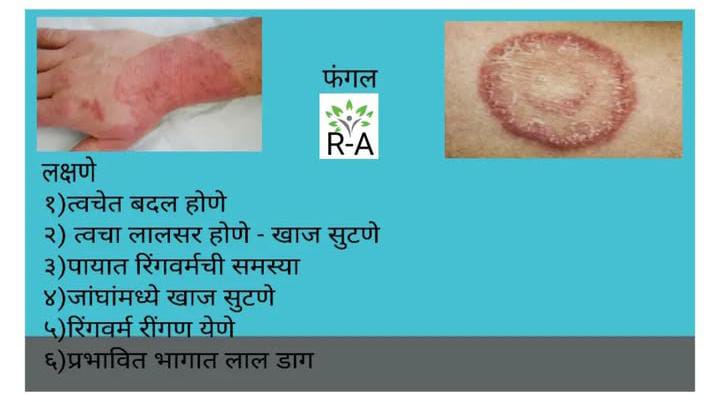 फंगल
R-A
लक्षणे
१)त्वचेत बदल होणे
२) त्वचा लालसर होणे - खाज सुटणे
३)पायात रिंगवर्मची समस्या
४)जांघांमध्ये खाज सुटणे
५)रिंगवर्म रींगण येणे
६)प्रभावित भागात लाल डाग